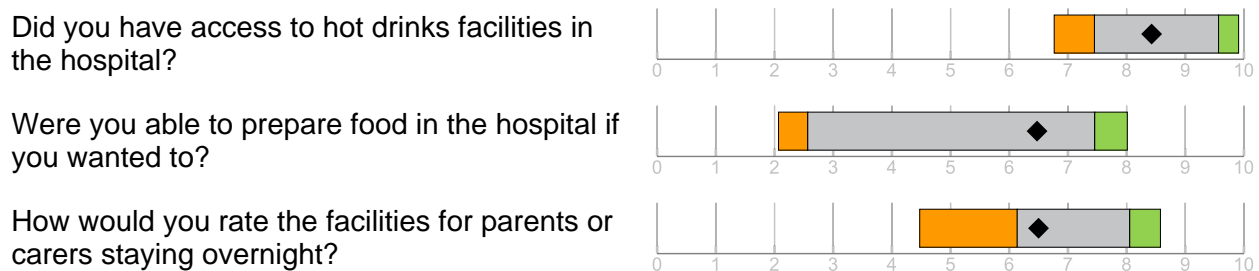 Did you have access to hot drinks facilities in
the hospital?
0 1 2 3 4 5 6 7 8 9 10
Were you able to prepare food in the hospital if
you wanted to?
0 1 2 3 4 5 6 7 8 9 10
How would you rate the facilities for parents or
carers staying overnight?
0 1 2 3 4 5 6 7 8 9 10